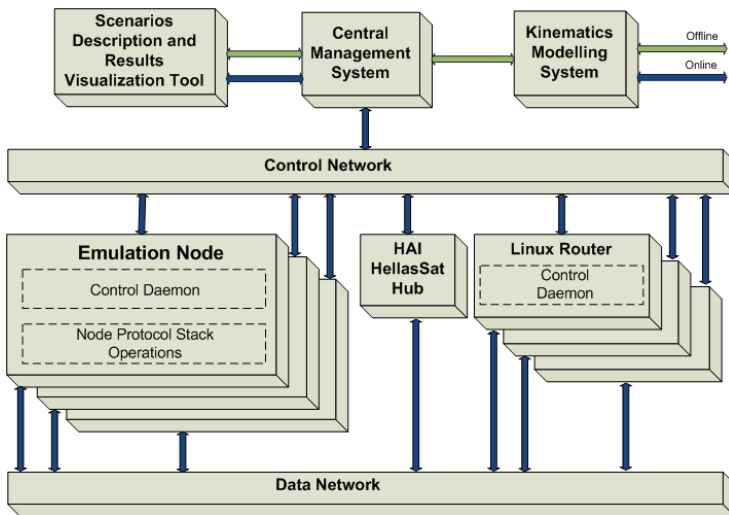 Scenarios
Description and
Results
Visualization Tool
Central
Management
System
Kinematics
Modelling
System
Offline
Online
Control Network
Emulation Node
Control Daemon
Node Protocol Stack
Operations
HAI
HellasSat
Hub
Linux Router
Control
Daemon
Data Network